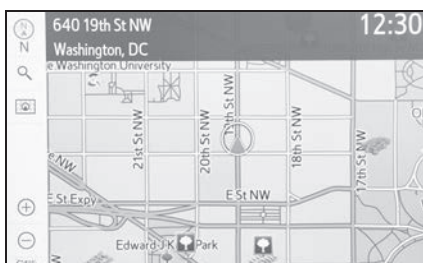 640 19th St NW
12:30
Washington, DC
N
N
e Washington University
21st St NW
20th St NW
19th St NW
18th St NW
17th St NW
e NW
E St Expy
E St NW
Edward J K
Park